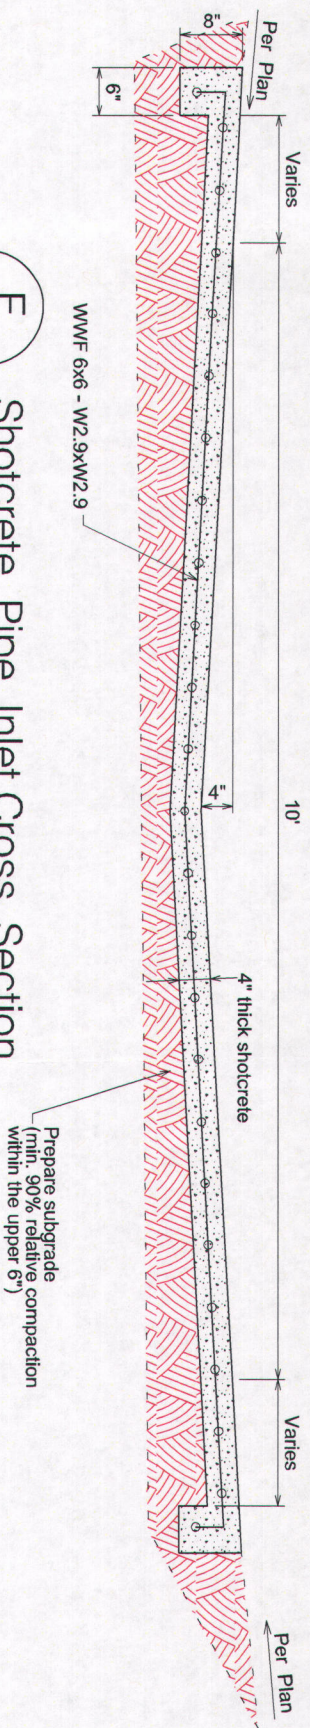 Per Plan
Varies
10'
Varies
Per Plan
8"
6"
4"
4" thick shotcrete
WWF 6x6 - W2.9xW2.9
Prepare subgrade
(min. 90% relative compaction
within the upper 6")
F
Shotcrete Pipe Inlet Cross Section